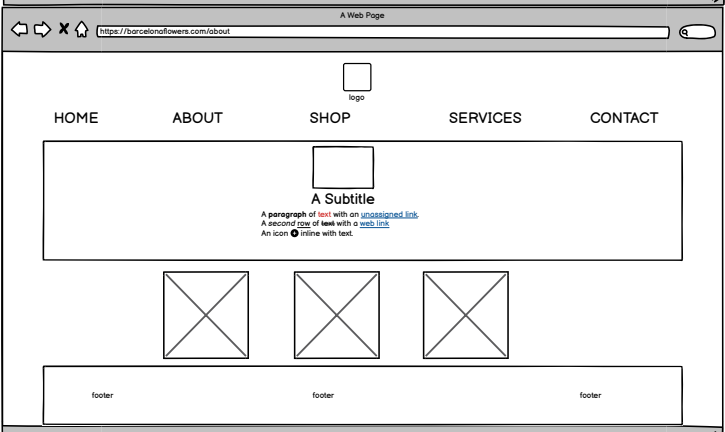 A Web Page
https://barcelonaflowers.com/about
logo
HOME ABOUT SHOP SERVICES CONTACT
A Subtitle
A paragraph of text with an unassigned link.
A second row of text with a web link
An icon inline with text.
footer footer footer